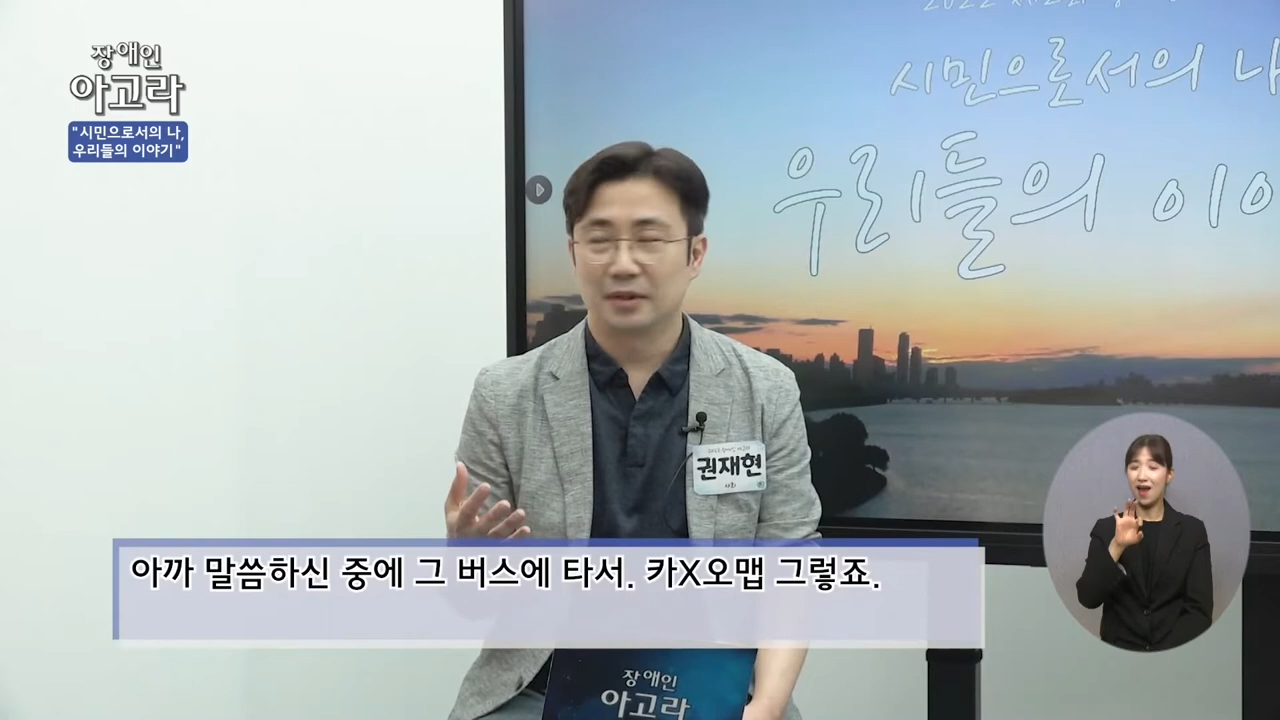 장애인
아고라
"시민으로서의 나,
우리들의 이야기"
시민으로서의 나
우리들의 이야
권재현
사회
아까 말씀하신 중에 그 버스에 타서. 카X오맵 그렇죠.
장애인
아고라